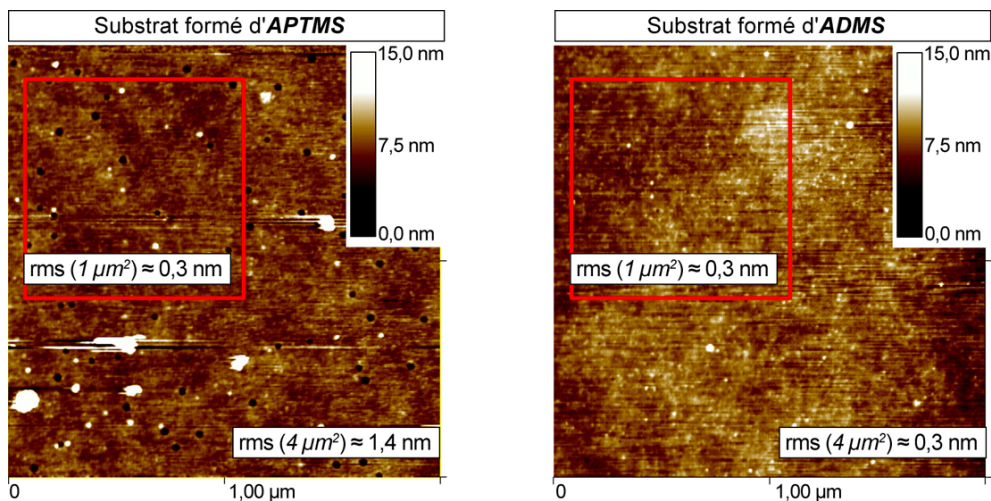 Substrat formé d'APTMS
15,0 nm
7,5 nm
0,0 nm
rms (1 µm²) ≈ 0,3 nm
rms (4 µm²) ≈ 1,4 nm
0
1,00 µm
Substrat formé d'ADMS
15,0 nm
7,5 nm
0,0 nm
rms (1 µm²) ≈ 0,3 nm
rms (4 µm²) ≈ 0,3 nm
0
1,00 µm